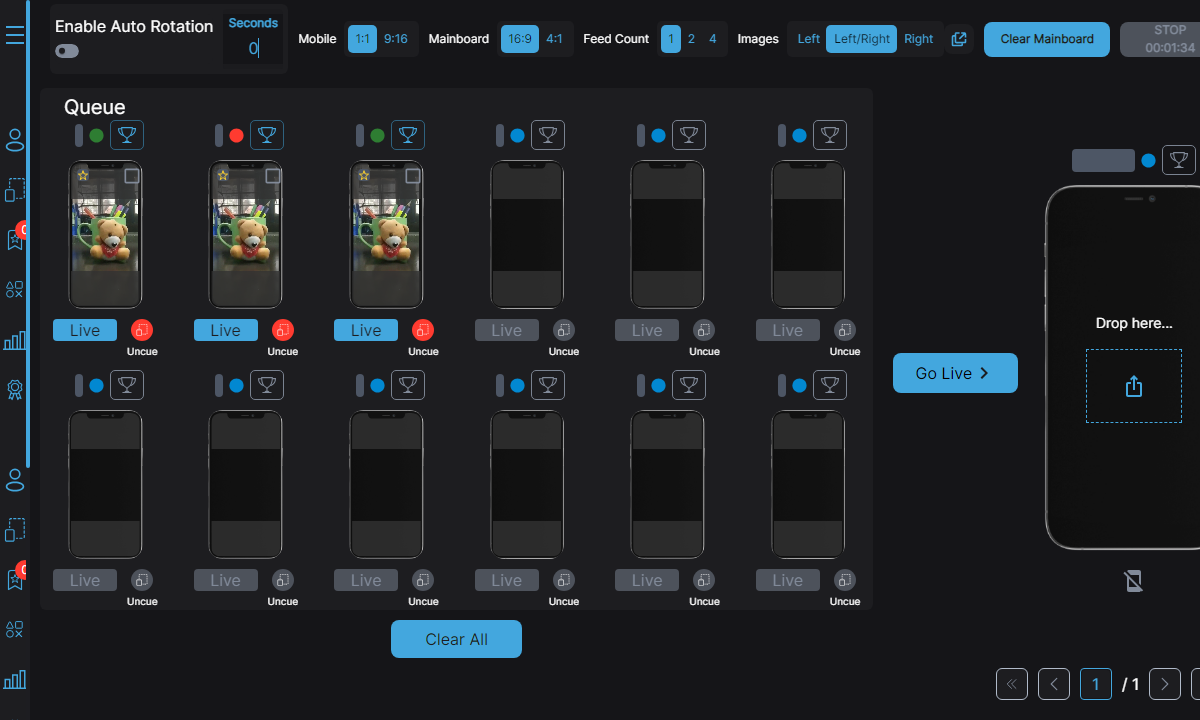 Enable Auto Rotation
Seconds
0
Mobile 1:1 9:16 Mainboard 16:9 4:1 Feed Count 1 2 4 Images Left Left/Right Right Clear Mainboard
STOP
00:01:34
Queue
Live Live Live Live Live Live
Uncue Uncue Uncue Uncue Uncue Uncue
Drop here...
Go Live
Live Live Live Live Live Live
Uncue Uncue Uncue Uncue Uncue Uncue
Clear All
1 / 1